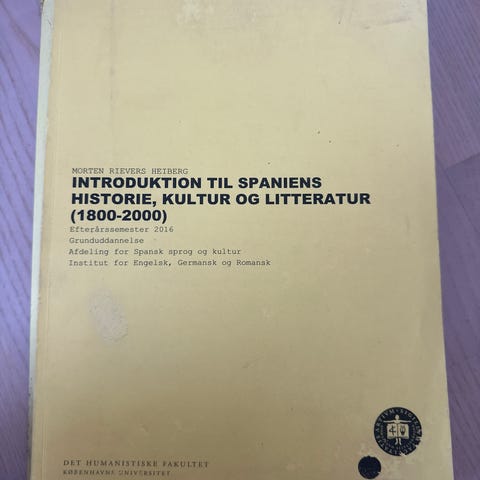 MORTEN RIEVERS HEIBERG
INTRODUKTION TIL SPANIENS
HISTORIE, KULTUR OG LITTERATUR
(1800-2000)
Efterårssemester 2016
Grunduddannelse
Afdeling for Spansk sprog og kultur
Institut for Engelsk, Germansk og Romansk
DET HUMANISTISKE FAKULTET
KØBENHAVNS UNIVERSITET